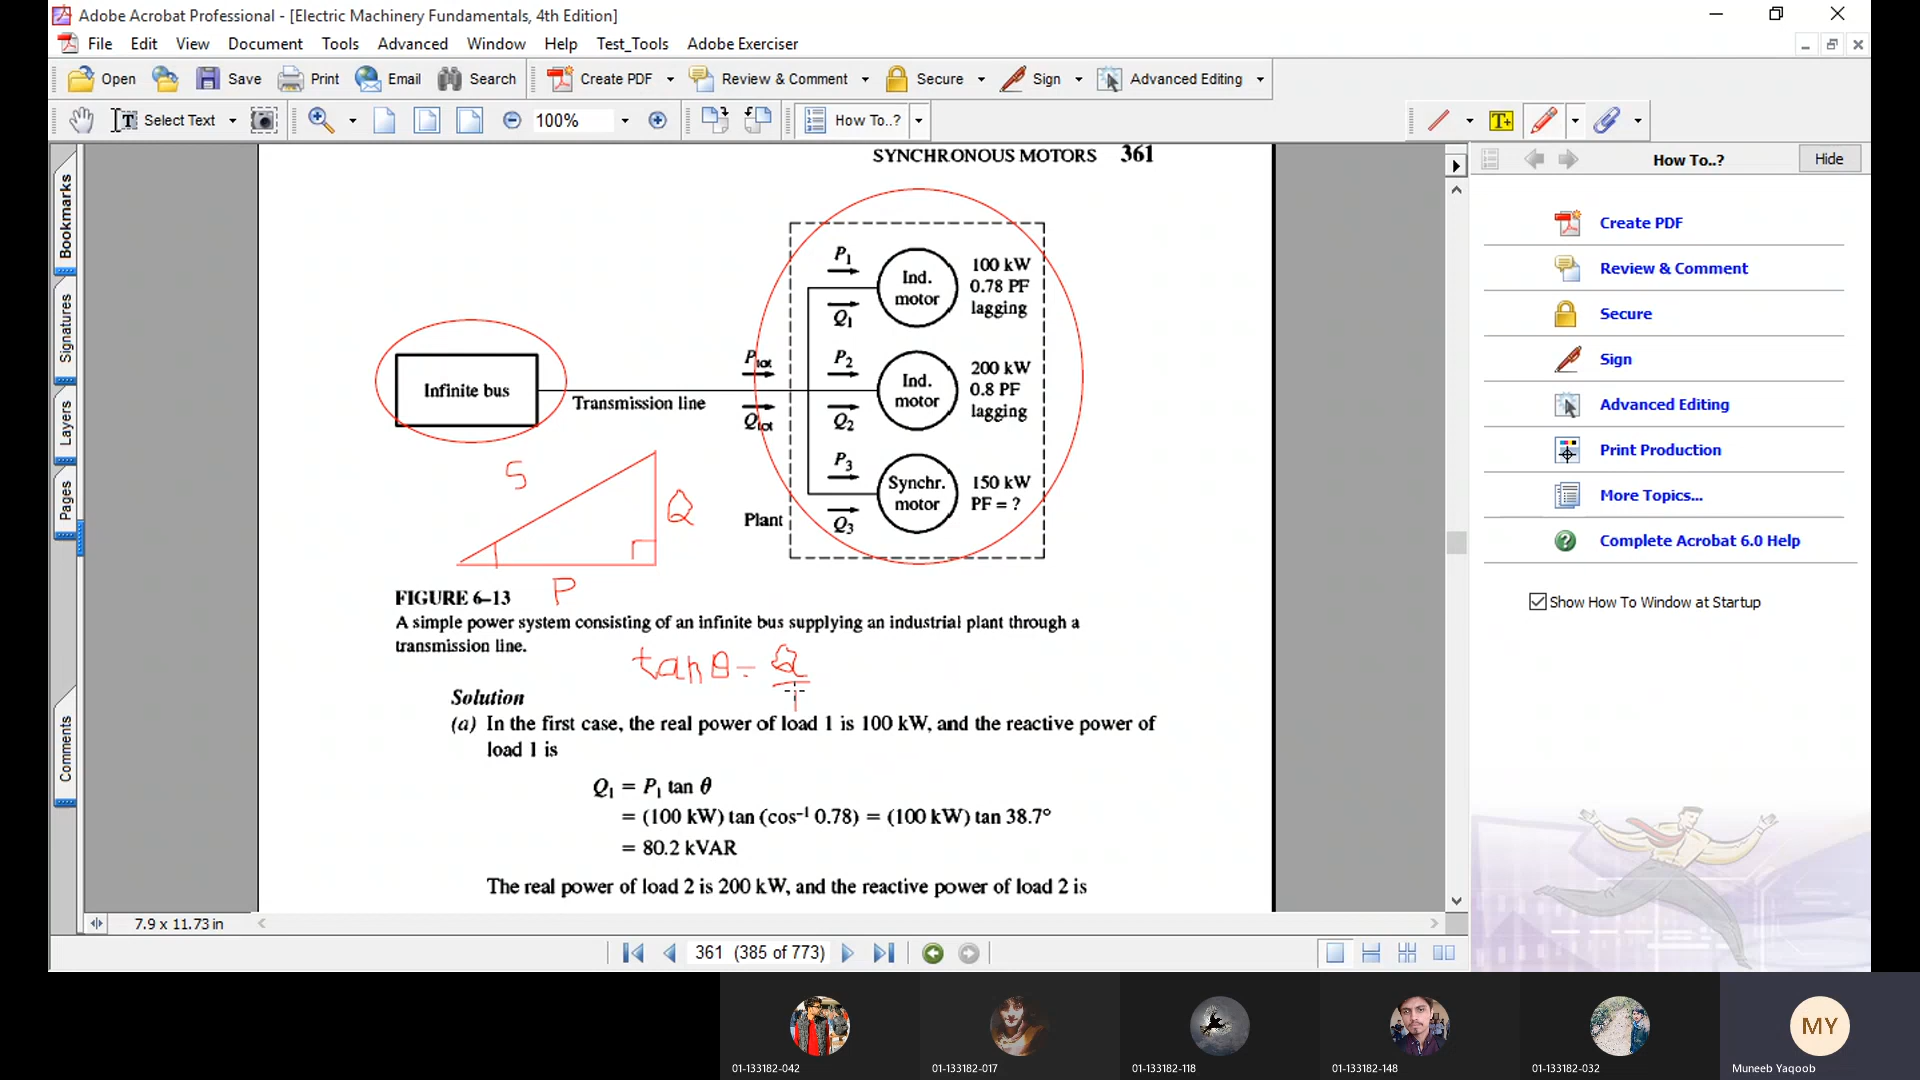 Adobe Acrobat Professional - [Electric Machinery Fundamentals, 4th Edition]
File Edit View Document Tools Advanced Window Help Test_Tools Adobe Exerciser
Open Save Print Email Search Create PDF Review & Comment Secure Sign Advanced Editing
Select Text 100% How To..? T+
SYNCHRONOUS MOTORS 361
How To..? Hide
Bookmarks
Signatures
Layers
Pages
Comments
Infinite bus
Transmission line
Ptot
Qtot
P1
Q1
Ind.
motor
100 kW
0.78 PF
lagging
P2
Q2
Ind.
motor
200 kW
0.8 PF
lagging
P3
Q3
Synchr.
motor
150 kW
PF = ?
Plant
S
Q
P
FIGURE 6–13
A simple power system consisting of an infinite bus supplying an industrial plant through a
transmission line.
tan θ = Q
Solution
(a) In the first case, the real power of load 1 is 100 kW, and the reactive power of
load 1 is
Q1 = P1 tan θ
= (100 kW) tan (cos-1 0.78) = (100 kW) tan 38.7°
= 80.2 kVAR
The real power of load 2 is 200 kW, and the reactive power of load 2 is
Create PDF
Review & Comment
Secure
Sign
Advanced Editing
Print Production
More Topics...
Complete Acrobat 6.0 Help
Show How To Window at Startup
7.9 x 11.73 in
361 (385 of 773)
MY
01-133182-042 01-133182-017 01-133182-118 01-133182-148 01-133182-032 Muneeb Yaqoob